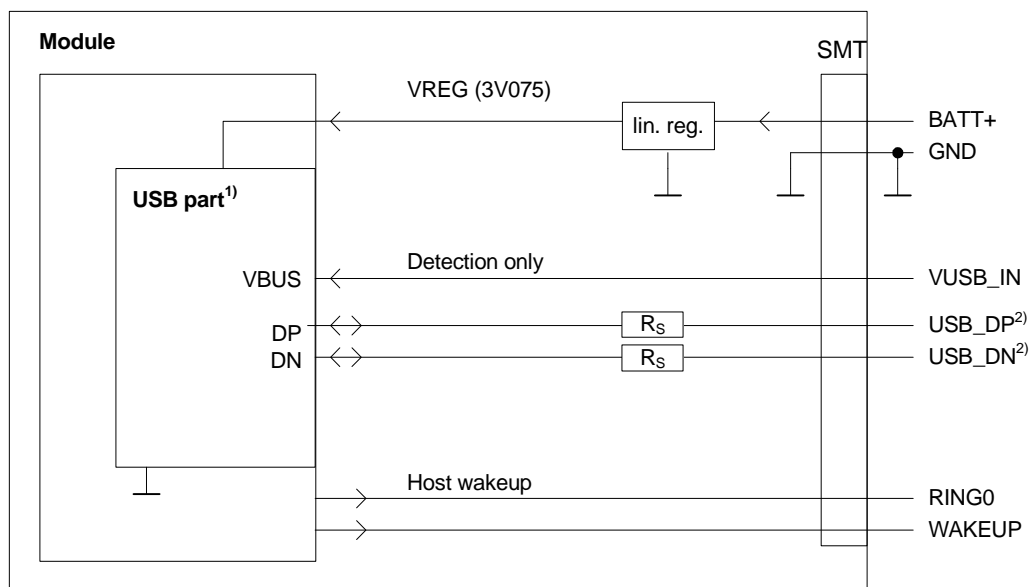 Module
SMT
VREG (3V075)
lin. reg.
BATT+
GND
USB part1)
Detection only
VBUS
VUSB_IN
DP
RS
USB_DP2)
DN
RS
USB_DN2)
Host wakeup
RING0
WAKEUP